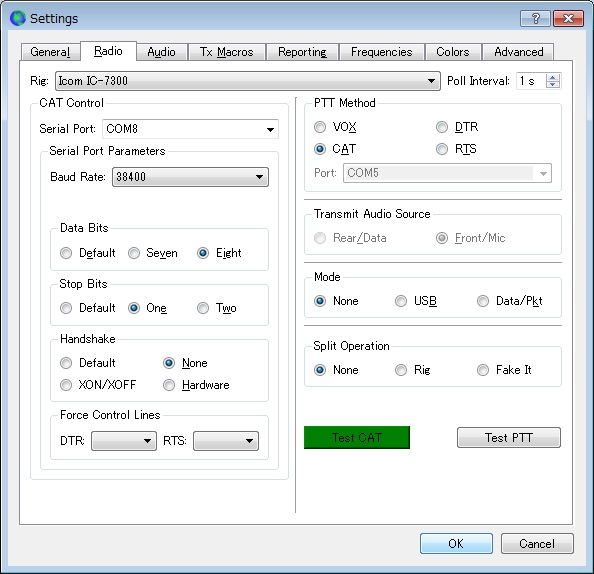 Settings
General Radio Audio Tx Macros Reporting Frequencies Colors Advanced
Rig: Icom IC-7300 Poll Interval: 1 s
CAT Control
Serial Port: COM8
Serial Port Parameters
Baud Rate: 38400
Data Bits
Default Seven Eight
Stop Bits
Default One Two
Handshake
Default None
XON/XOFF Hardware
Force Control Lines
DTR: RTS:
PTT Method
VOX DTR
CAT RTS
Port: COM5
Transmit Audio Source
Rear/Data Front/Mic
Mode
None USB Data/Pkt
Split Operation
None Rig Fake It
Test CAT Test PTT
OK Cancel